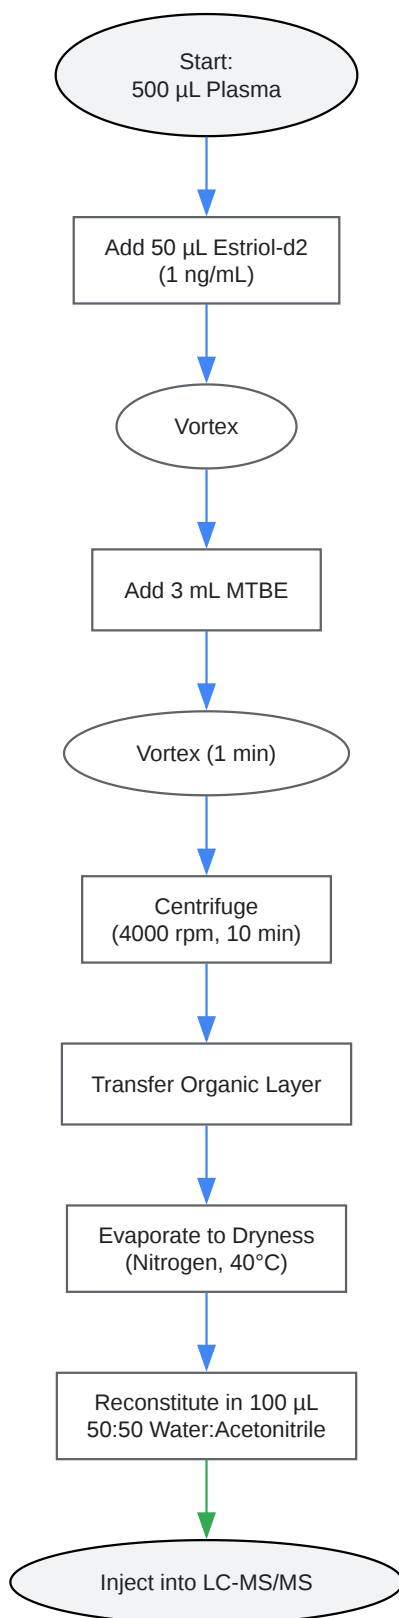 Start:
500 µL Plasma
Add 50 µL Estriol-d2
(1 ng/mL)
Vortex
Add 3 mL MTBE
Vortex (1 min)
Centrifuge
(4000 rpm, 10 min)
Transfer Organic Layer
Evaporate to Dryness
(Nitrogen, 40°C)
Reconstitute in 100 µL
50:50 Water:Acetonitrile
Inject into LC-MS/MS